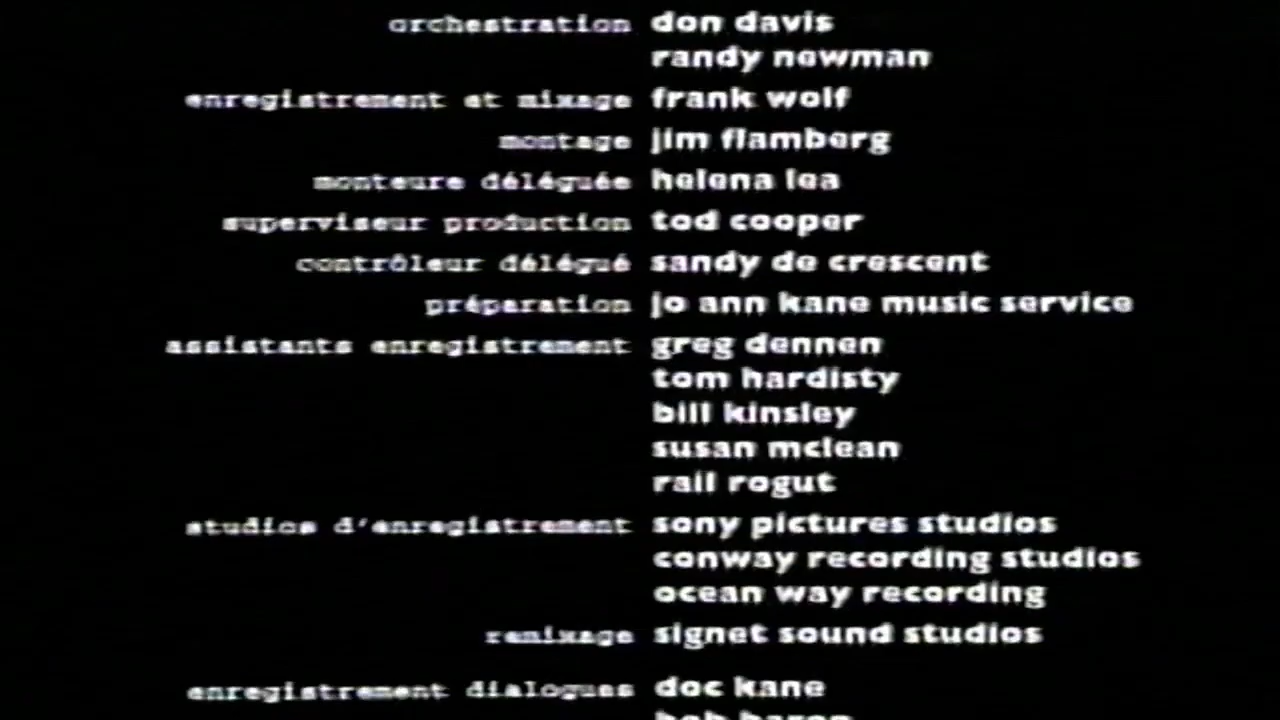 orchestration don davis
randy newman
enregistrement et mixage frank wolf
montage jim flamberg
monteure déléguée helena lea
superviseur production tod cooper
contrôleur délégué sandy de crescent
préparation jo ann kane music service
assistants enregistrement greg dennen
tom hardisty
bill kinsley
susan mclean
rail rogut
studios d'enregistrement sony pictures studios
conway recording studios
ocean way recording
remixage signet sound studios
enregistrement dialogues doc kane